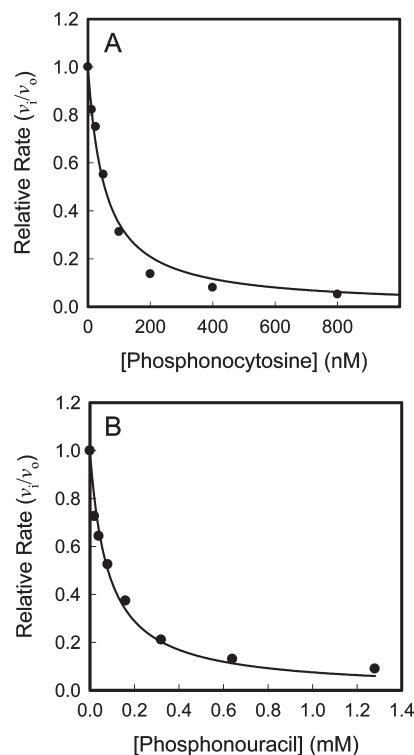 A
1.2
1.0
0.8
0.6
0.4
0.2
0.0
Relative Rate (vi/vo)
0 200 400 600 800
[Phosphonocytosine] (nM)
B
1.2
1.0
0.8
0.6
0.4
0.2
0.0
Relative Rate (vi/vo)
0.0 0.2 0.4 0.6 0.8 1.0 1.2 1.4
[Phosphonouracil] (mM)